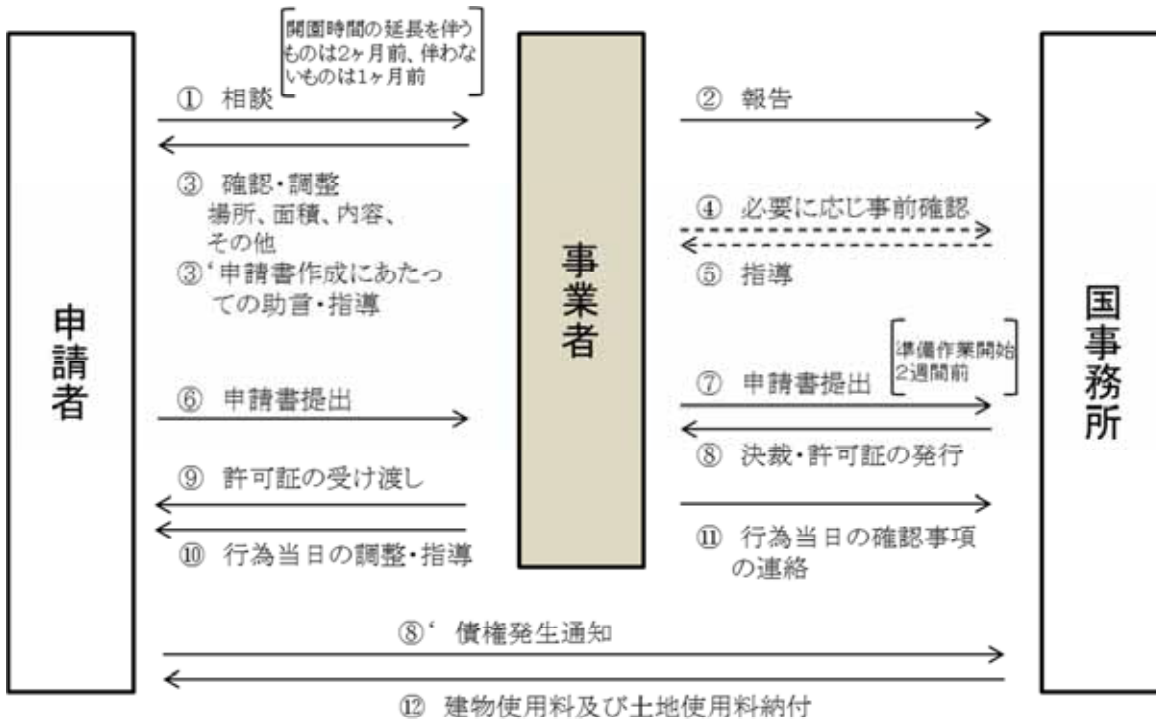 申請者
開園時間の延長を伴う
ものは2ヶ月前、伴わな
いものは1ヶ月前
① 相談
③ 確認・調整
場所、面積、内容、
その他
③‘申請書作成にあたっ
ての助言・指導
⑥ 申請書提出
⑨ 許可証の受け渡し
⑩ 行為当日の調整・指導
事業者
② 報告
④ 必要に応じ事前確認
⑤ 指導
準備作業開始
2週間前
⑦ 申請書提出
⑧ 決裁・許可証の発行
⑪ 行為当日の確認事項
の連絡
国事務所
⑧‘ 債権発生通知
⑫ 建物使用料及び土地使用料納付